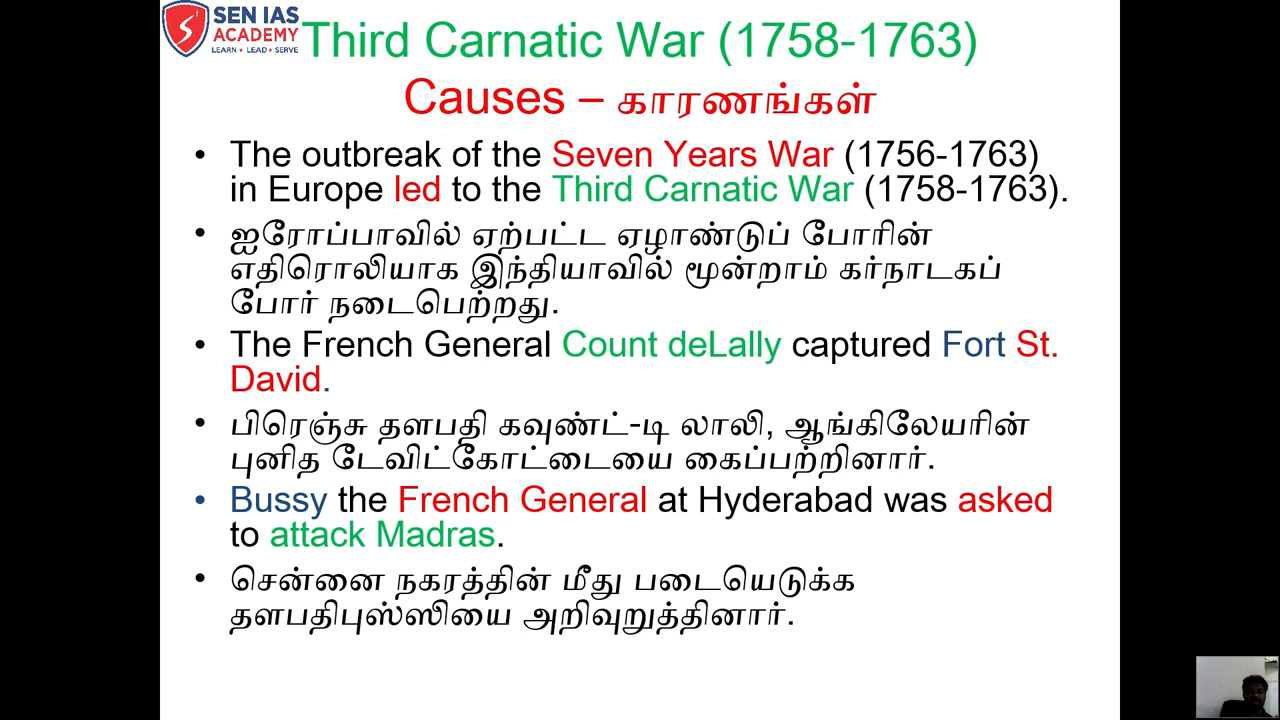 SEN IAS
ACADEMY
LEARN • LEAD • SERVE
Third Carnatic War (1758-1763)
Causes – காரணங்கள்
• The outbreak of the Seven Years War (1756-1763)
in Europe led to the Third Carnatic War (1758-1763).
• ஐரோப்பாவில் ஏற்பட்ட ஏழாண்டுப் போரின்
எதிரொலியாக இந்தியாவில் மூன்றாம் கர்நாடகப்
போர் நடைபெற்றது.
• The French General Count deLally captured Fort St.
David.
• பிரெஞ்சு தளபதி கவுண்ட்-டி லாலி, ஆங்கிலேயரின்
புனித டேவிட்கோட்டையை கைப்பற்றினார்.
• Bussy the French General at Hyderabad was asked
to attack Madras.
• சென்னை நகரத்தின் மீது படையெடுக்க
தளபதிபுஸ்ஸியை அறிவுறுத்தினார்.